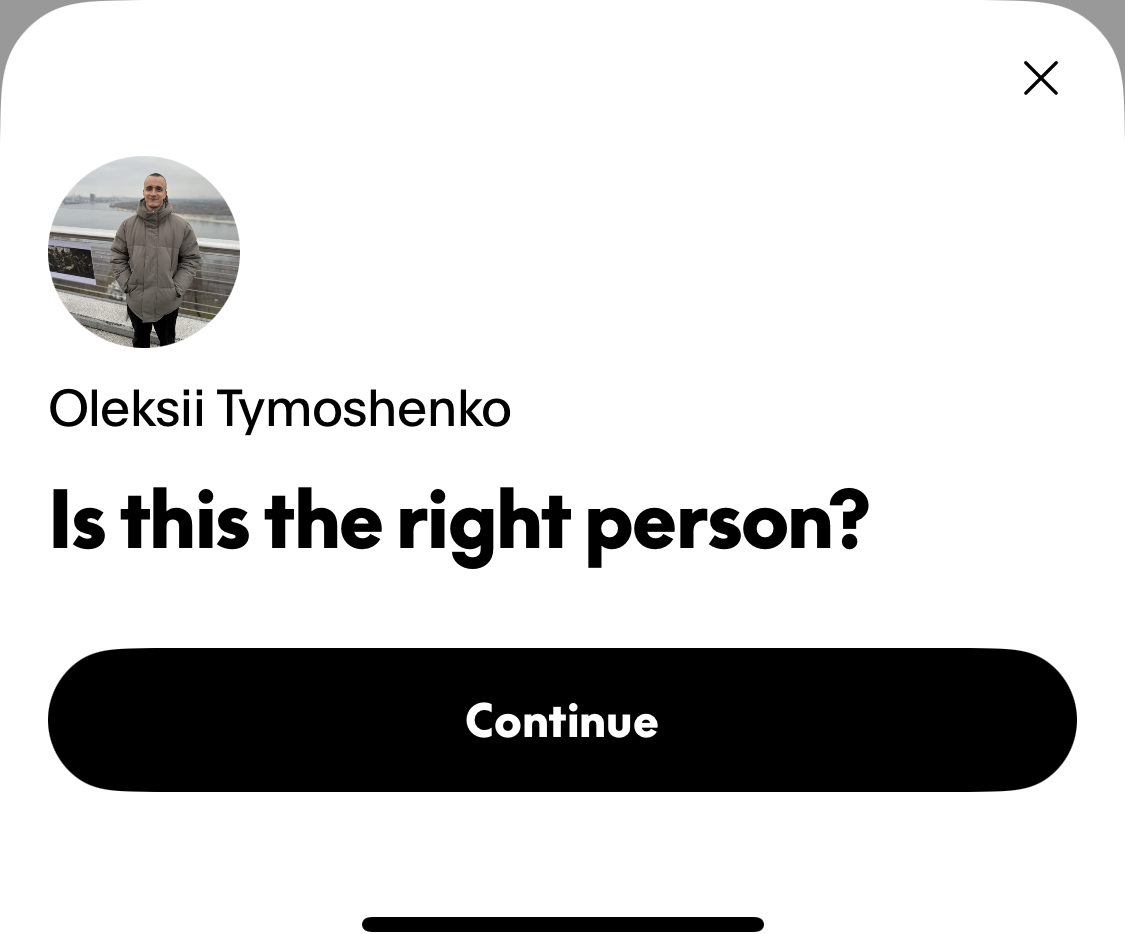 Oleksii Tymoshenko
Is this the right person?
Continue